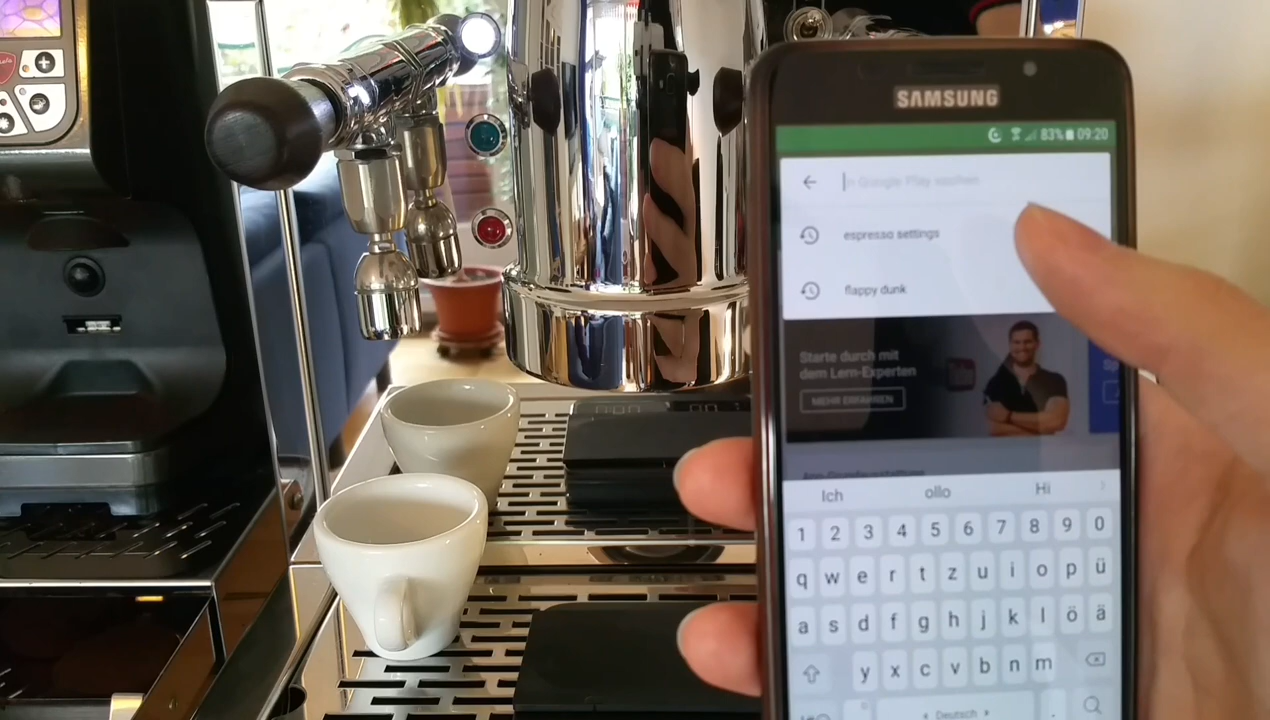 SAMSUNG
83% 09:20
In Google Play suchen
espresso settings
flappy dunk
Starte durch mit
dem Lern-Experten
MEHR ERFAHREN
Ich ollo Hi
1 2 3 4 5 6 7 8 9 0
q w e r t z u i o p ü
a s d f g h j k l ö ä
y x c v b n m
Deutsch .